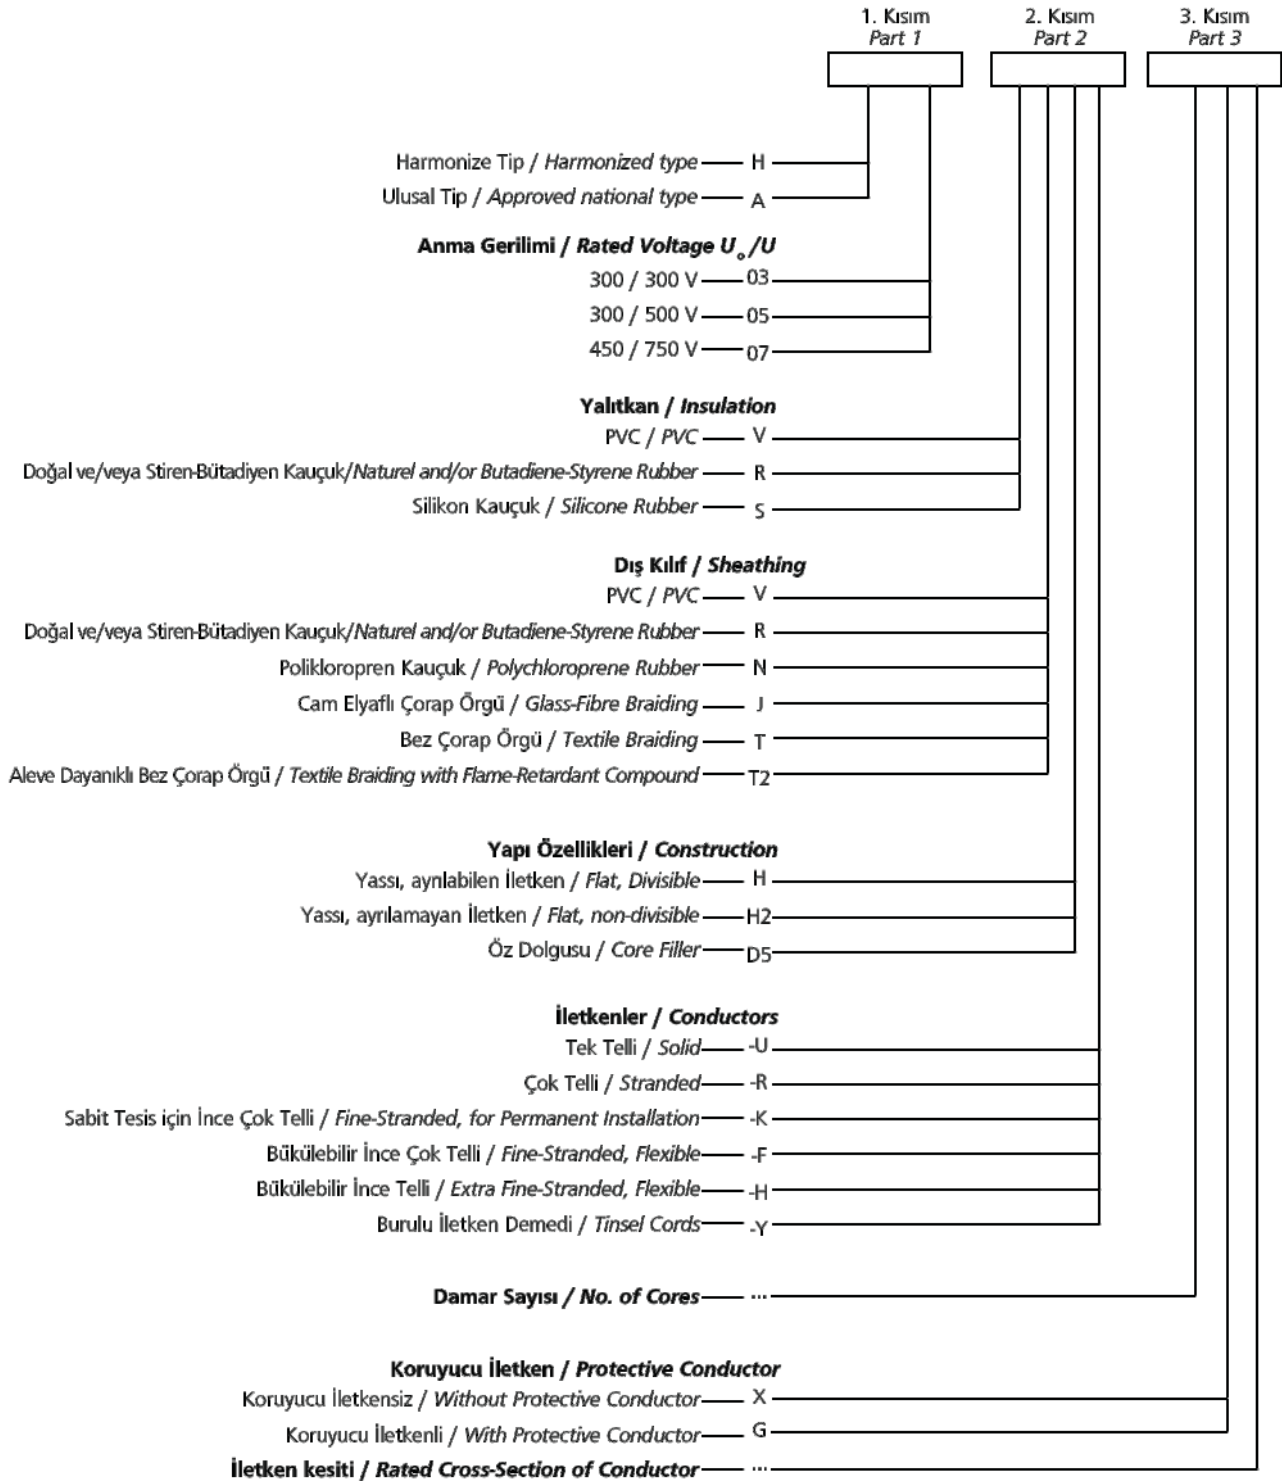 1. Kısım 2. Kısım 3. Kısım
Part 1 Part 2 Part 3
Harmonize Tip / Harmonized type H
Ulusal Tip / Approved national type A
Anma Gerilimi / Rated Voltage Uo/U
300 / 300 V 03
300 / 500 V 05
450 / 750 V 07
Yalıtkan / Insulation
PVC / PVC V
Doğal ve/veya Stiren-Bütadiyen Kauçuk/Naturel and/or Butadiene-Styrene Rubber R
Silikon Kauçuk / Silicone Rubber S
Dış Kılıf / Sheathing
PVC / PVC V
Doğal ve/veya Stiren-Bütadiyen Kauçuk/Naturel and/or Butadiene-Styrene Rubber R
Polikloropren Kauçuk / Polychloroprene Rubber N
Cam Elyaflı Çorap Örgü / Glass-Fibre Braiding J
Bez Çorap Örgü / Textile Braiding T
Aleve Dayanıklı Bez Çorap Örgü / Textile Braiding with Flame-Retardant Compound T2
Yapı Özellikleri / Construction
Yassı, ayrılabilen İletken / Flat, Divisible H
Yassı, ayrılamayan İletken / Flat, non-divisible H2
Öz Dolgusu / Core Filler D5
İletkenler / Conductors
Tek Telli / Solid -U
Çok Telli / Stranded -R
Sabit Tesis için İnce Çok Telli / Fine-Stranded, for Permanent Installation -K
Bükülebilir İnce Çok Telli / Fine-Stranded, Flexible -F
Bükülebilir İnce Telli / Extra Fine-Stranded, Flexible -H
Burulu İletken Demedi / Tinsel Cords -Y
Damar Sayısı / No. of Cores ...
Koruyucu İletken / Protective Conductor
Koruyucu İletkensiz / Without Protective Conductor X
Koruyucu İletkenli / With Protective Conductor G
İletken kesiti / Rated Cross-Section of Conductor ...